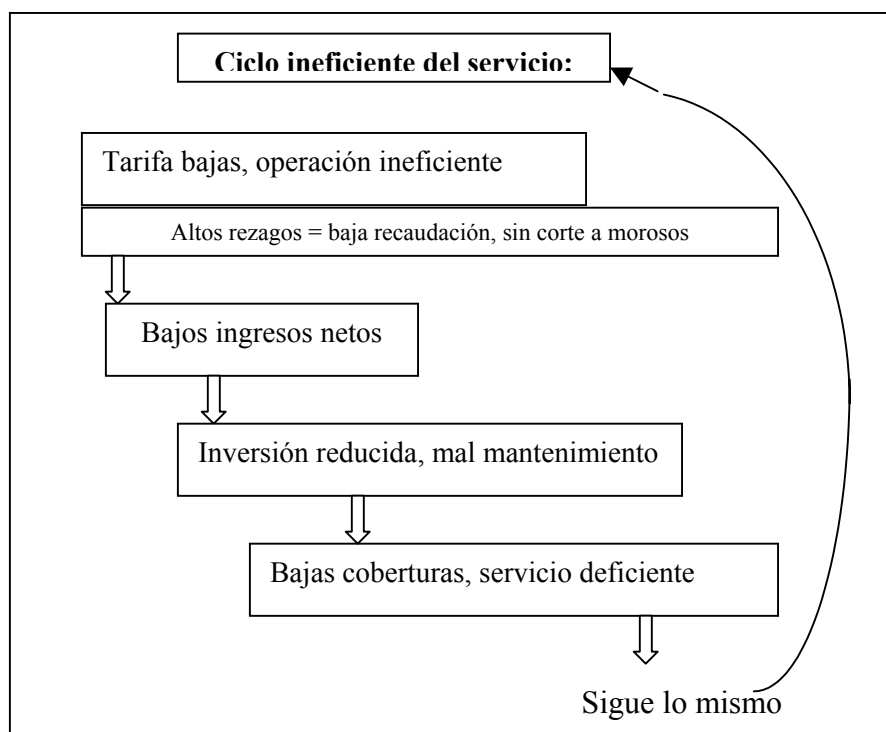 Ciclo ineficiente del servicio:
Tarifa bajas, operación ineficiente
Altos rezagos = baja recaudación, sin corte a morosos
Bajos ingresos netos
Inversión reducida, mal mantenimiento
Bajas coberturas, servicio deficiente
Sigue lo mismo